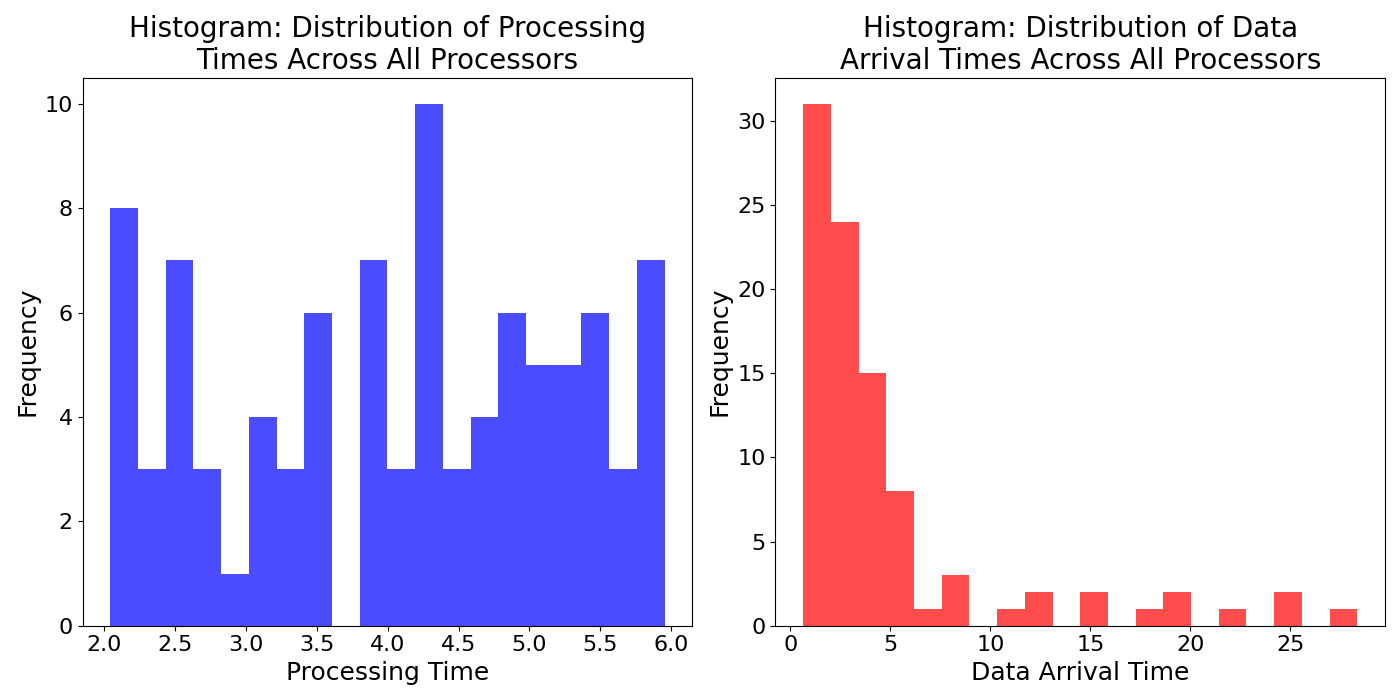 Histogram: Distribution of Processing
Times Across All Processors
10
8
6
4
2
0
Frequency
2.0 2.5 3.0 3.5 4.0 4.5 5.0 5.5 6.0
Processing Time
Histogram: Distribution of Data
Arrival Times Across All Processors
30
25
20
15
10
5
0
Frequency
0 5 10 15 20 25
Data Arrival Time